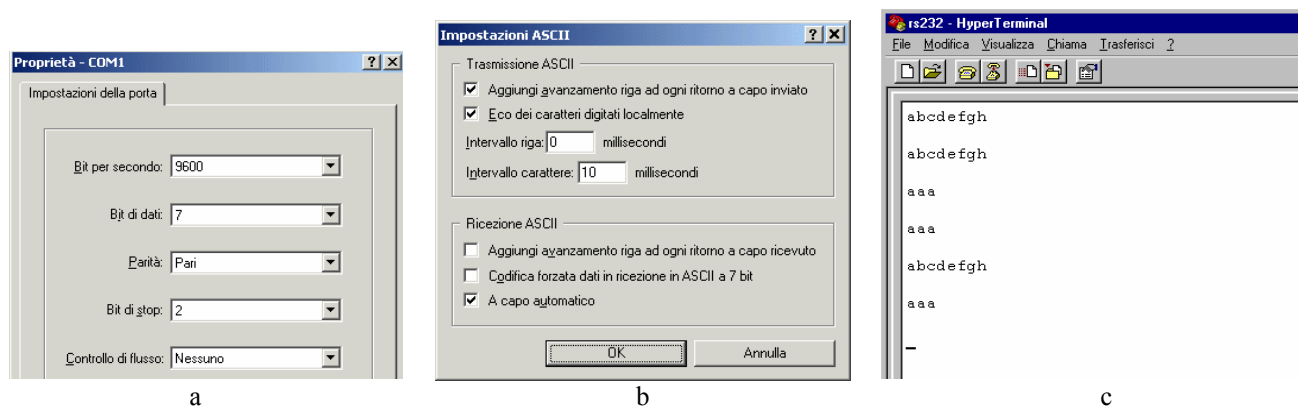 Proprietà - COM1
Impostazioni della porta
Bit per secondo: 9600
Bit di dati: 7
Parità: Pari
Bit di stop: 2
Controllo di flusso: Nessuno
a
Impostazioni ASCII
Trasmissione ASCII
Aggiungi avanzamento riga ad ogni ritorno a capo inviato
Eco dei caratteri digitati localmente
Intervallo riga: 0 millisecondi
Intervallo carattere: 10 millisecondi
Ricezione ASCII
Aggiungi avanzamento riga ad ogni ritorno a capo ricevuto
Codifica forzata dati in ricezione in ASCII a 7 bit
A capo automatico
OK Annulla
b
rs232 - HyperTerminal
File Modifica Visualizza Chiama Trasferisci ?
abcdefgh
abcdefgh
aaa
aaa
abcdefgh
aaa
c